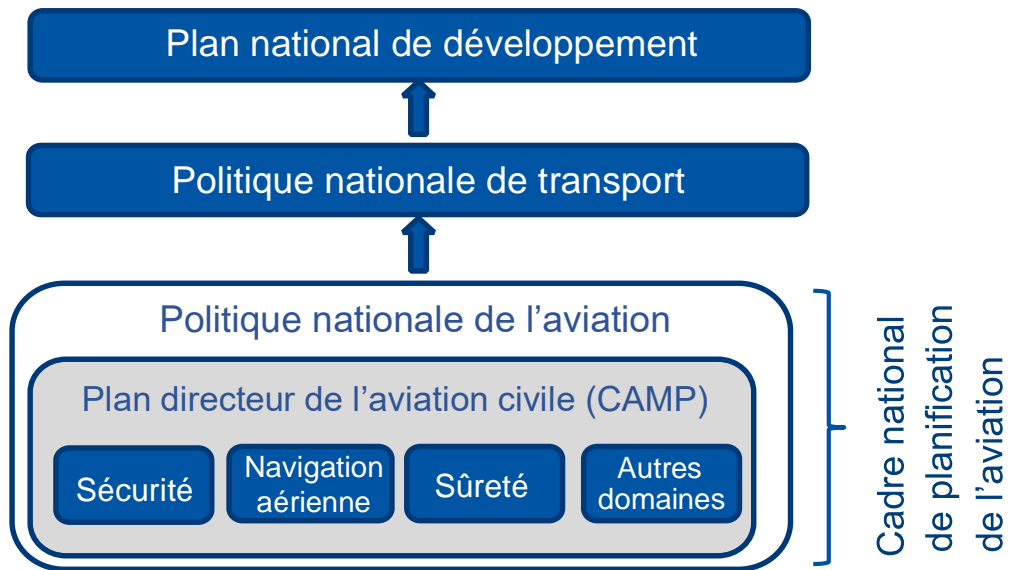 Plan national de développement
Politique nationale de transport
Politique nationale de l’aviation
Plan directeur de l’aviation civile (CAMP)
Sécurité
Navigation
aérienne
Sûreté
Autres
domaines
Cadre national
de planification
de l’aviation